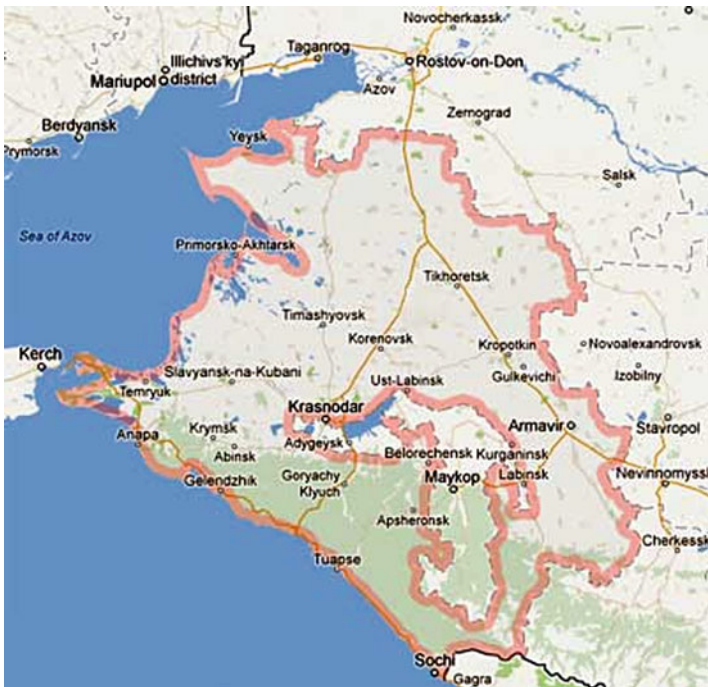 Novocherkassk
Illichivs'kyi
district
Taganrog
Rostov-on-Don
Mariupol
Azov
Zernograd
Berdyansk
Prymorsk
Yeysk
Salsk
Sea of Azov
Primorsko-Akhtarsk
Tikhoretsk
Timashyovsk
Korenovsk
Kropotkin
Novoalexandrovsk
Kerch
Izobilny
Gulkevichi
Slavyansk-na-Kubani
Ust-Labinsk
Temryuk
Krasnodar
Stavropol
Armavir
Krymsk
Anapa
Adygeysk
Abinsk
Belorechensk
Kurganinsk
Goryachy
Klyuch
Maykop
Labinsk
Nevinnomyssk
Gelendzhik
Apsheronsk
Cherkessk
Tuapse
Sochi
Gagra